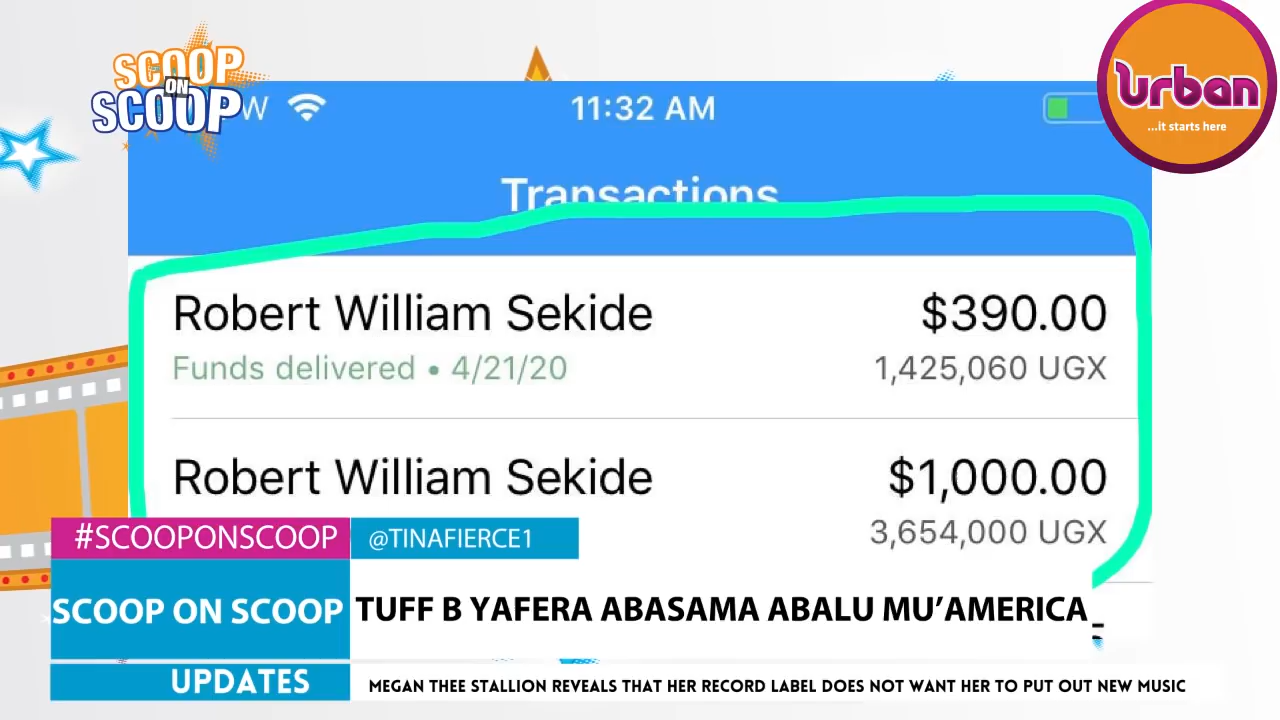 SCOOP
ON
SCOOP
W
11:32 AM
urban
...it starts here
Transactions
Robert William Sekide
$390.00
Funds delivered • 4/21/20
1,425,060 UGX
Robert William Sekide
$1,000.00
3,654,000 UGX
#SCOOPONSCOOP
@TINAFIERCE1
SCOOP ON SCOOP
TUFF B YAFERA ABASAMA ABALU MU’AMERICA
UPDATES
MEGAN THEE STALLION REVEALS THAT HER RECORD LABEL DOES NOT WANT HER TO PUT OUT NEW MUSIC